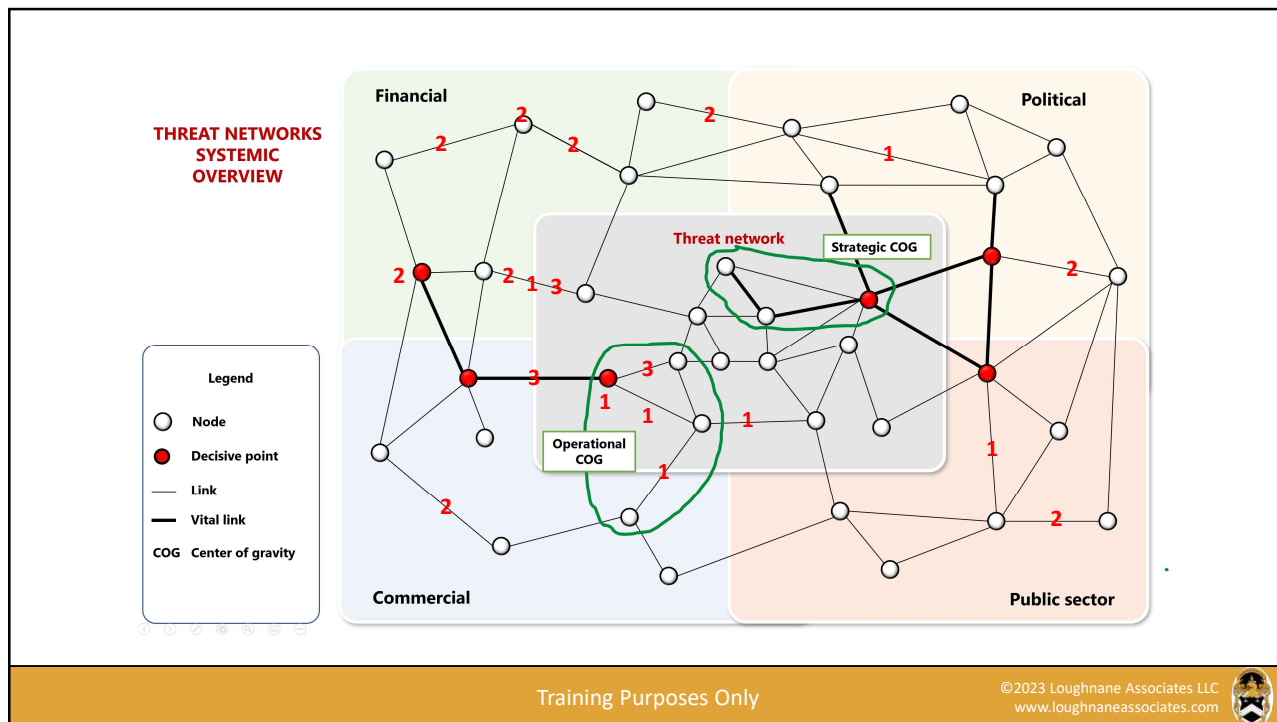 THREAT NETWORKS
SYSTEMIC
OVERVIEW
Financial
Political
2
2
2
2
1
Threat network
Strategic COG
2
2
1
3
2
Legend
Node
Decisive point
Link
Vital link
COG Center of gravity
3
3
1
1
1
Operational
COG
1
1
2
2
Commercial
Public sector
Training Purposes Only
©2023 Loughnane Associates LLC
www.loughnaneassociates.com